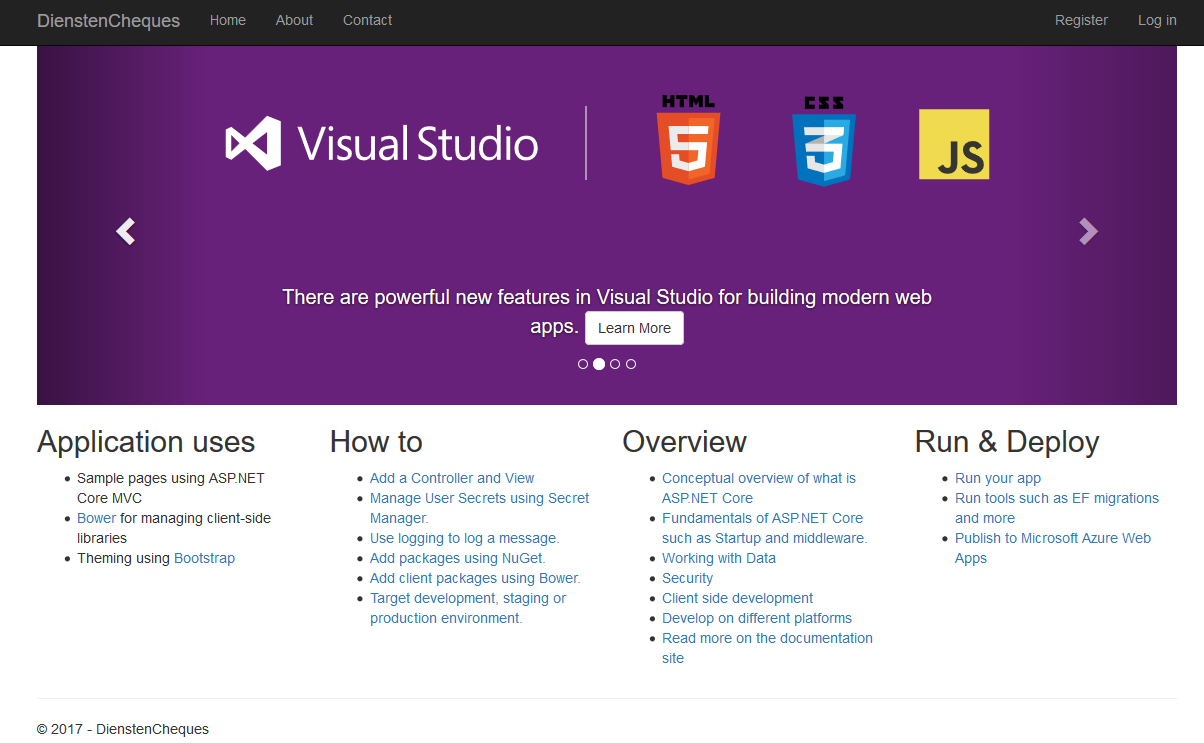 DienstenCheques Home About Contact Register Log in
Visual Studio
HTML
5
CSS
3
JS
There are powerful new features in Visual Studio for building modern web
apps. Learn More
Application uses
Sample pages using ASP.NET
Core MVC
Bower for managing client-side
libraries
Theming using Bootstrap
How to
Add a Controller and View
Manage User Secrets using Secret
Manager.
Use logging to log a message.
Add packages using NuGet.
Add client packages using Bower.
Target development, staging or
production environment.
Overview
Conceptual overview of what is
ASP.NET Core
Fundamentals of ASP.NET Core
such as Startup and middleware.
Working with Data
Security
Client side development
Develop on different platforms
Read more on the documentation
site
Run & Deploy
Run your app
Run tools such as EF migrations
and more
Publish to Microsoft Azure Web
Apps
© 2017 - DienstenCheques